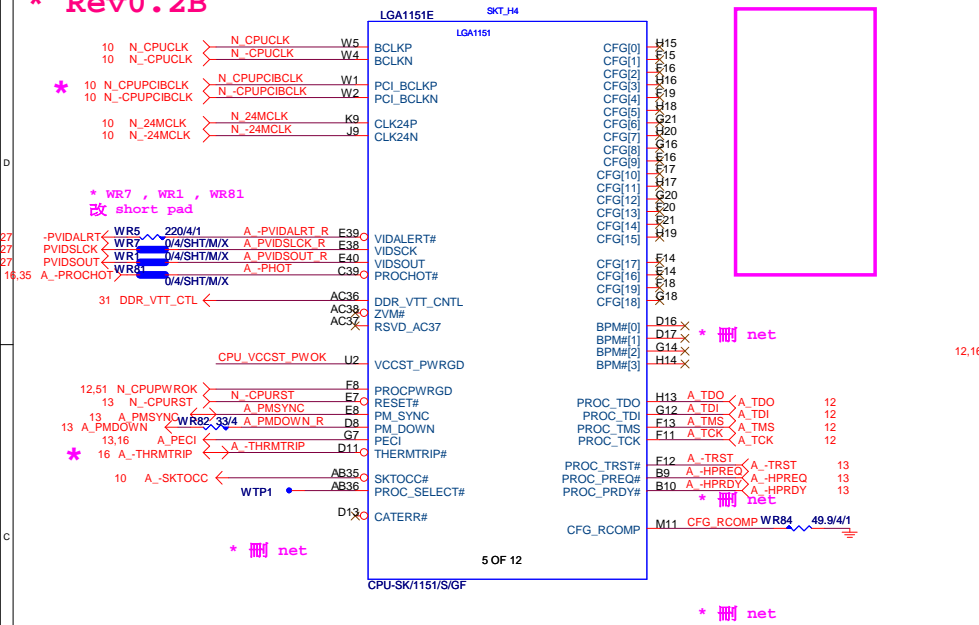 * Rev0.2B
LGA1151E
SKT_H4
LGA1151
10 N_CPUCLK N_CPUCLK W5 BCLKP
10 N_-CPUCLK N_-CPUCLK W4 BCLKN
* 10 N_CPUPCIBCLK N_CPUPCIBCLK W1 PCI_BCLKP
10 N_-CPUPCIBCLK N_-CPUPCIBCLK W2 PCI_BCLKN
10 N_24MCLK N_24MCLK K9 CLK24P
10 N_-24MCLK N_-24MCLK J9 CLK24N
CFG[0] H15
CFG[1] F15
CFG[2] F16
CFG[3] H16
CFG[4] F19
CFG[5] H18
CFG[6] G21
CFG[7] H20
CFG[8] G16
CFG[9] E16
CFG[10] F17
CFG[11] H17
CFG[12] G20
CFG[13] F20
CFG[14] F21
CFG[15] H19
CFG[17] F14
CFG[16] E14
CFG[19] F18
CFG[18] G18
D
* WR7 , WR1 , WR81
改 short pad
27 -PVIDALRT WR5 220/4/1 A_-PVIDALRT_R E39 VIDALERT#
27 PVIDSLCK WR7 0/4/SHT/M/X A_PVIDSLCK_R E38 VIDSCK
27 PVIDSOUT WR1 0/4/SHT/M/X A_PVIDSOUT_R E40 VIDSOUT
16,35 A_-PROCHOT WR81 0/4/SHT/M/X A_-PHOT C39 PROCHOT#
31 DDR_VTT_CTL AC36 DDR_VTT_CNTL
AC38 ZVM#
AC37 RSVD_AC37
BPM#[0] D16
BPM#[1] D17
BPM#[2] G14
BPM#[3] H14
* 刪 net
12,16
CPU_VCCST_PWOK U2 VCCST_PWRGD
12,51 N_CPUPWROK F8 PROCPWRGD
13 N_-CPURST N_-CPURST E7 RESET#
13 A_PMSYNC A_PMSYNC E8 PM_SYNC
13 A_PMDOWN WR82 33/4 A_PMDOWN_R D8 PM_DOWN
13,16 A_PECI G7 PECI
* 16 A_-THRMTRIP A_-THRMTRIP D11 THERMTRIP#
10 A_-SKTOCC AB35 SKTOCC#
WTP1 AB36 PROC_SELECT#
D13 CATERR#
PROC_TDO H13 A_TDO A_TDO 12
PROC_TDI G12 A_TDI A_TDI 12
PROC_TMS F13 A_TMS A_TMS 12
PROC_TCK F11 A_TCK A_TCK 12
PROC_TRST# F12 A_-TRST A_-TRST 13
PROC_PREQ# B9 A_-HPREQ A_-HPREQ 13
PROC_PRDY# B10 A_-HPRDY A_-HPRDY 13
* 刪 net
CFG_RCOMP M11 CFG_RCOMP WR84 49.9/4/1
C
* 刪 net
5 OF 12
CPU-SK/1151/S/GF
* 刪 net